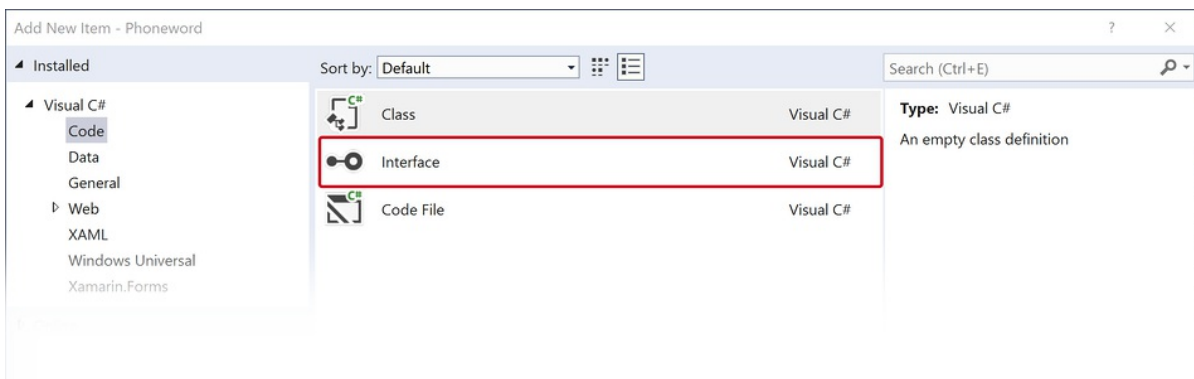 Add New Item - Phoneword
?
Installed
Sort by: Default
Search (Ctrl+E)
Visual C#
Code
Data
General
Web
XAML
Windows Universal
Xamarin.Forms
C#
Class Visual C#
Interface Visual C#
C#
Code File Visual C#
Type: Visual C#
An empty class definition